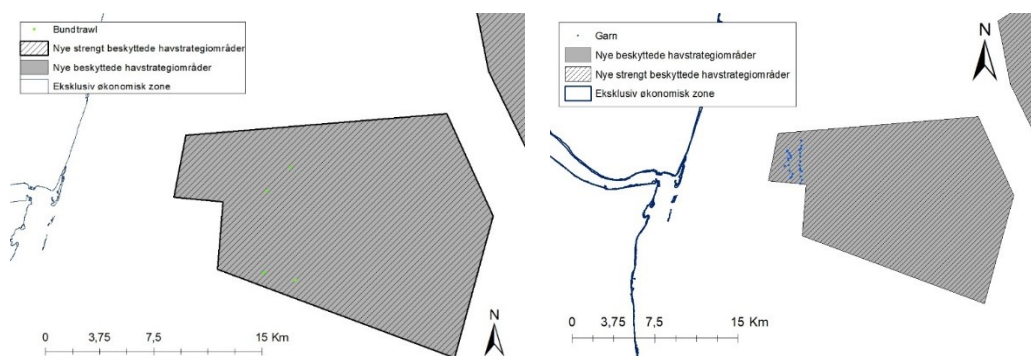 Bundtrawl
Nye strengt beskyttede havstrategiområder
Nye beskyttede havstrategiområder
Eksklusiv økonomisk zone
N
0 3,75 7,5 15 Km
Garn
Nye beskyttede havstrategiområder
Nye strengt beskyttede havstrategiområder
Eksklusiv økonomisk zone
N
0 3,75 7,5 15 Km